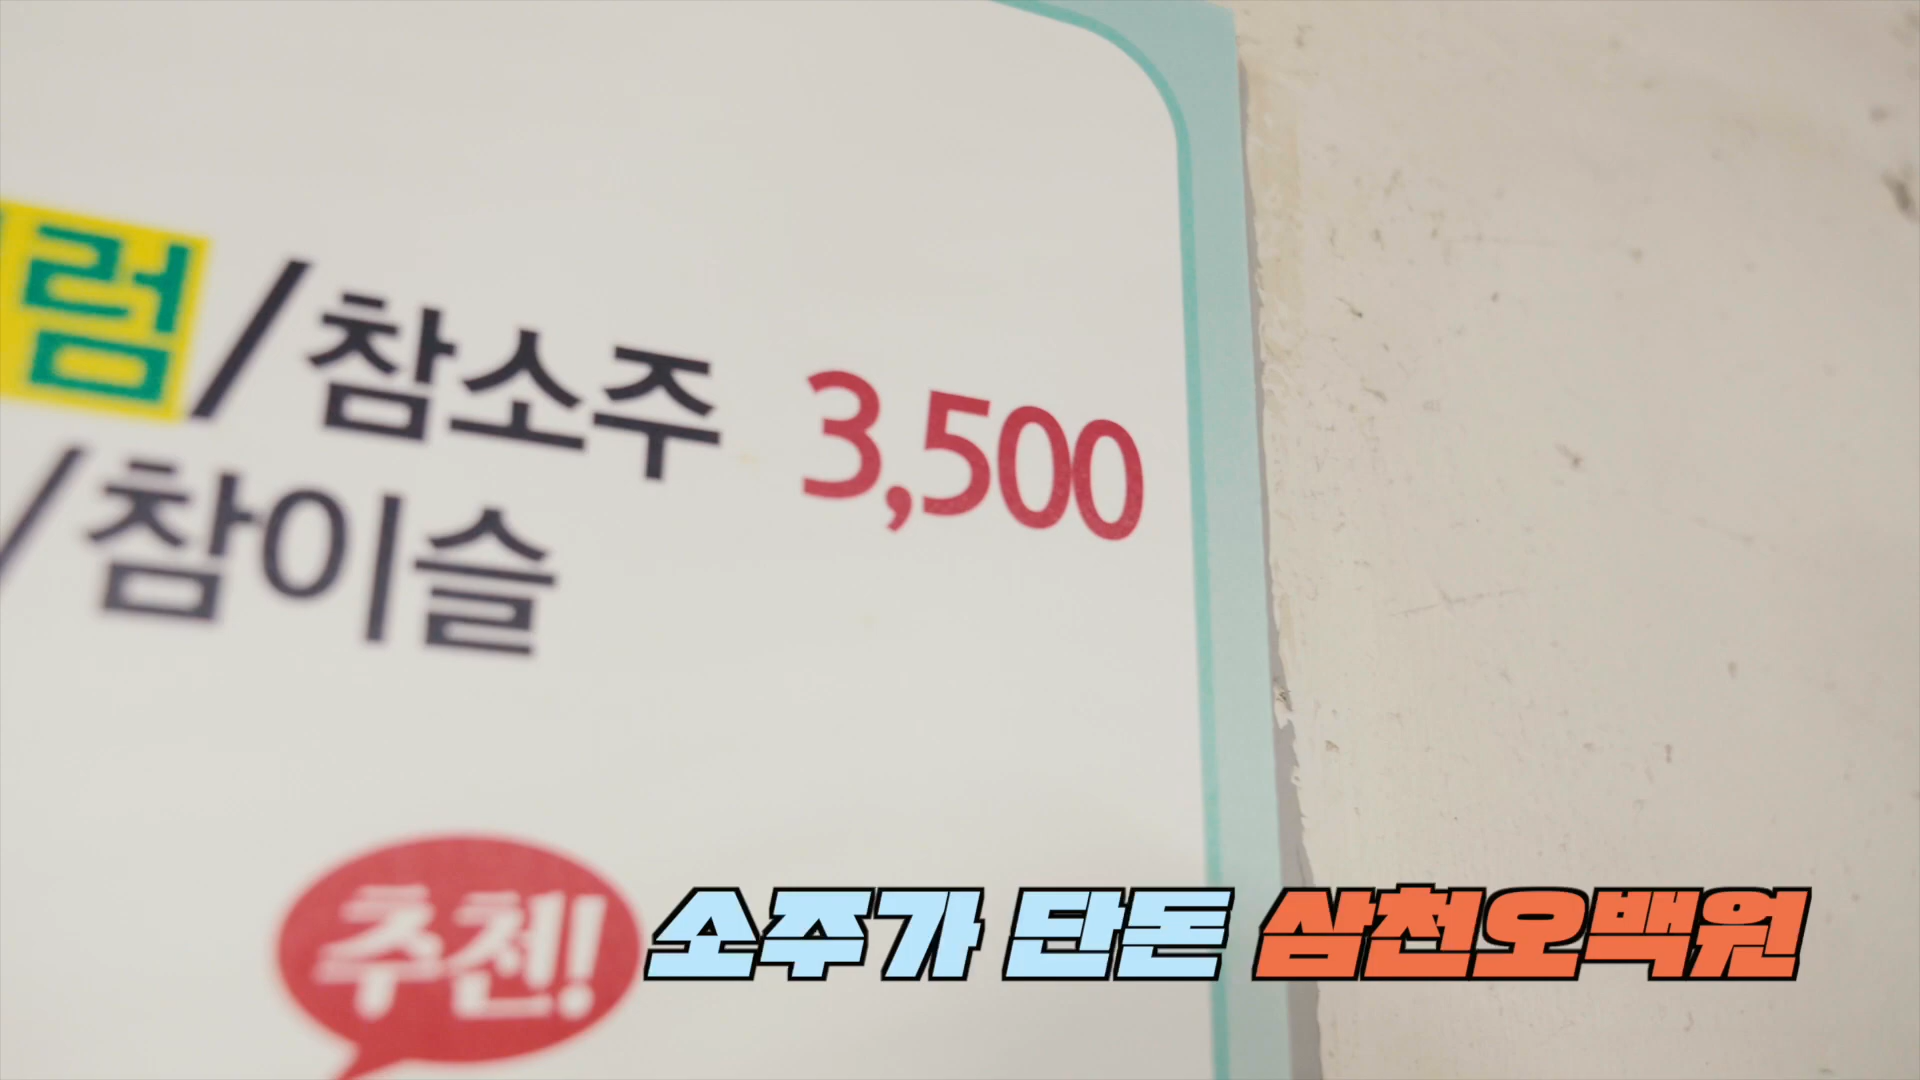 럼/참소주 3,500
/참이슬
추천!
소주가 단돈 삼천오백원